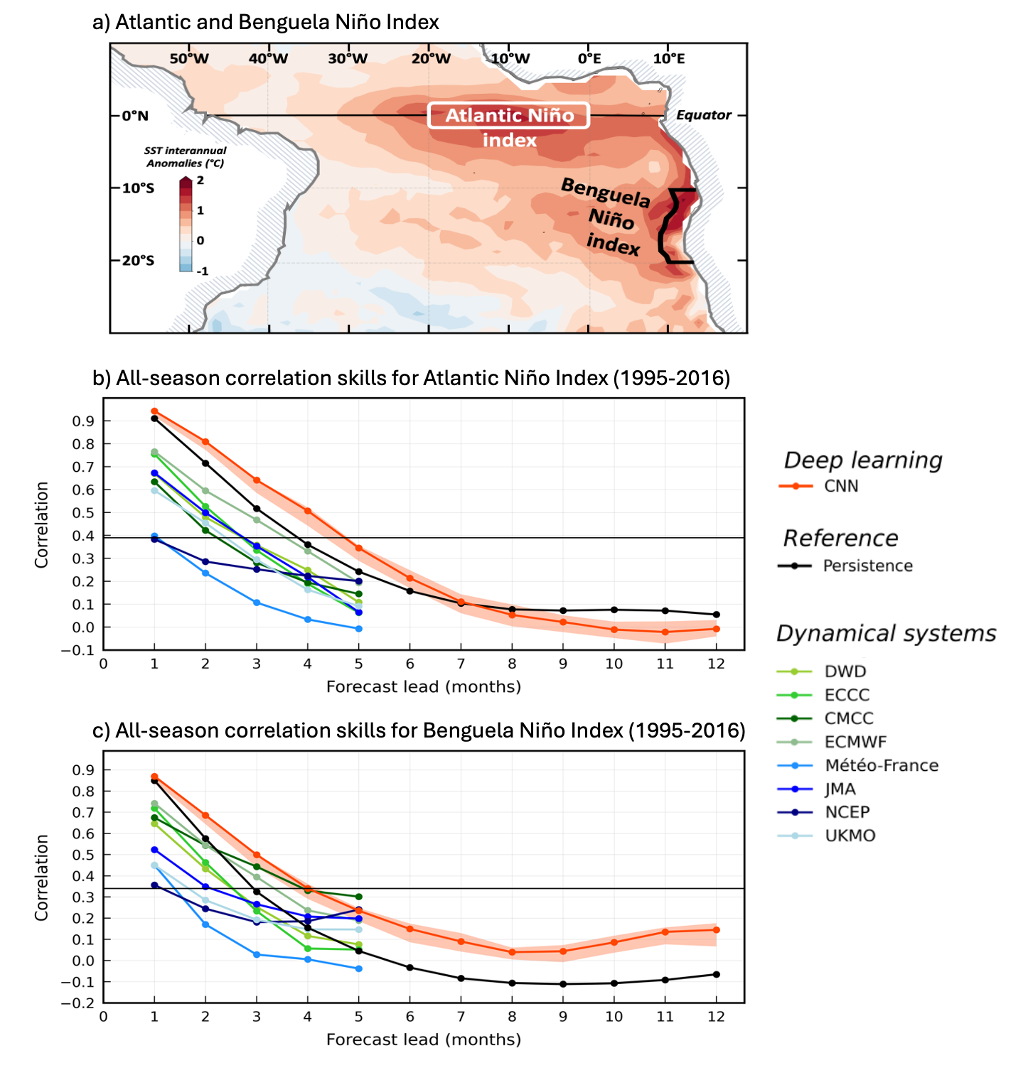 a) Atlantic and Benguela Niño Index
50°W 40°W 30°W 20°W 10°W 0°E 10°E
0°N
Atlantic Niño
index
Equator
SST interannual
Anomalies (°C)
2
1
0
-1
10°S
20°S
Benguela
Niño
index
b) All-season correlation skills for Atlantic Niño Index (1995-2016)
Correlation
0.9
0.8
0.7
0.6
0.5
0.4
0.3
0.2
0.1
0.0
−0.1
0 1 2 3 4 5 6 7 8 9 10 11 12
Forecast lead (months)
c) All-season correlation skills for Benguela Niño Index (1995-2016)
Correlation
0.9
0.8
0.7
0.6
0.5
0.4
0.3
0.2
0.1
0.0
−0.1
−0.2
0 1 2 3 4 5 6 7 8 9 10 11 12
Forecast lead (months)
Deep learning
CNN
Reference
Persistence
Dynamical systems
DWD
ECCC
CMCC
ECMWF
Météo-France
JMA
NCEP
UKMO